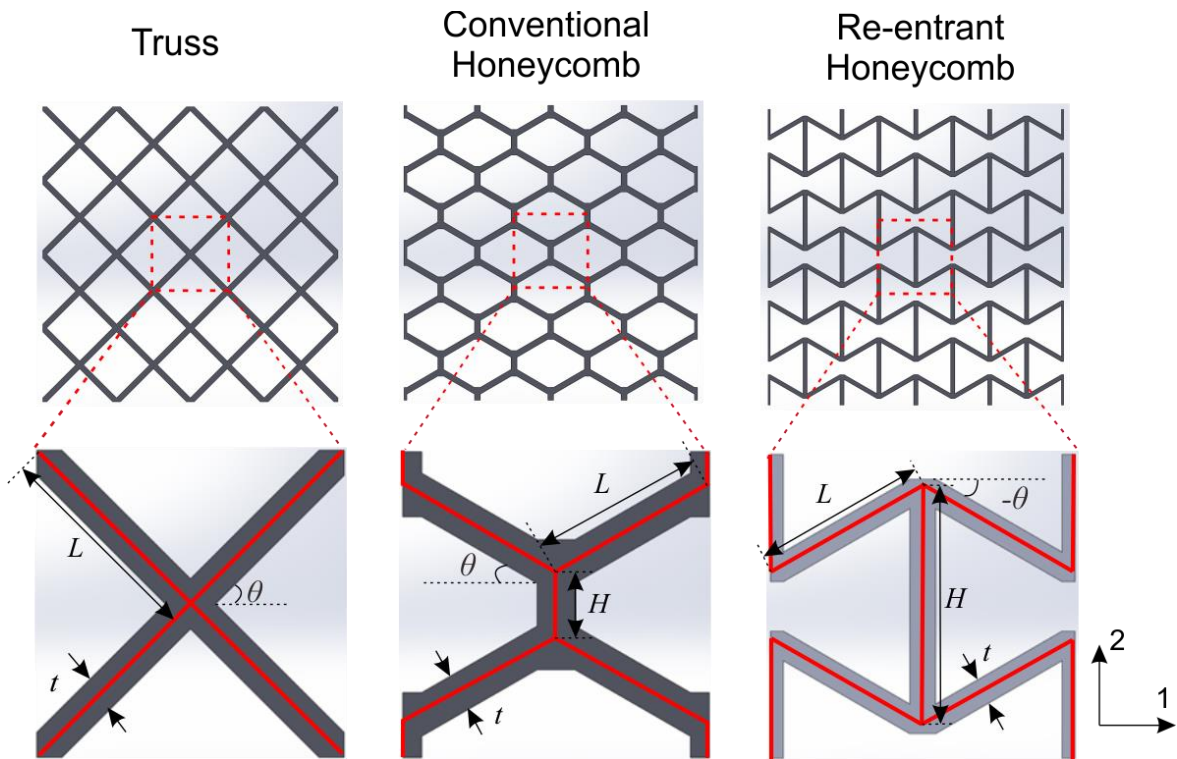 Truss
Conventional
Honeycomb
Re-entrant
Honeycomb
L
θ
t
L
θ
H
t
L
-θ
H
t
2
1